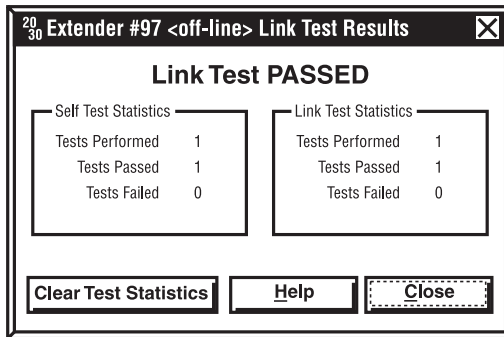 20
30 Extender #97 <off-line> Link Test Results
Link Test PASSED
Self Test Statistics
Tests Performed 1
Tests Passed 1
Tests Failed 0
Link Test Statistics
Tests Performed 1
Tests Passed 1
Tests Failed 0
Clear Test Statistics Help Close